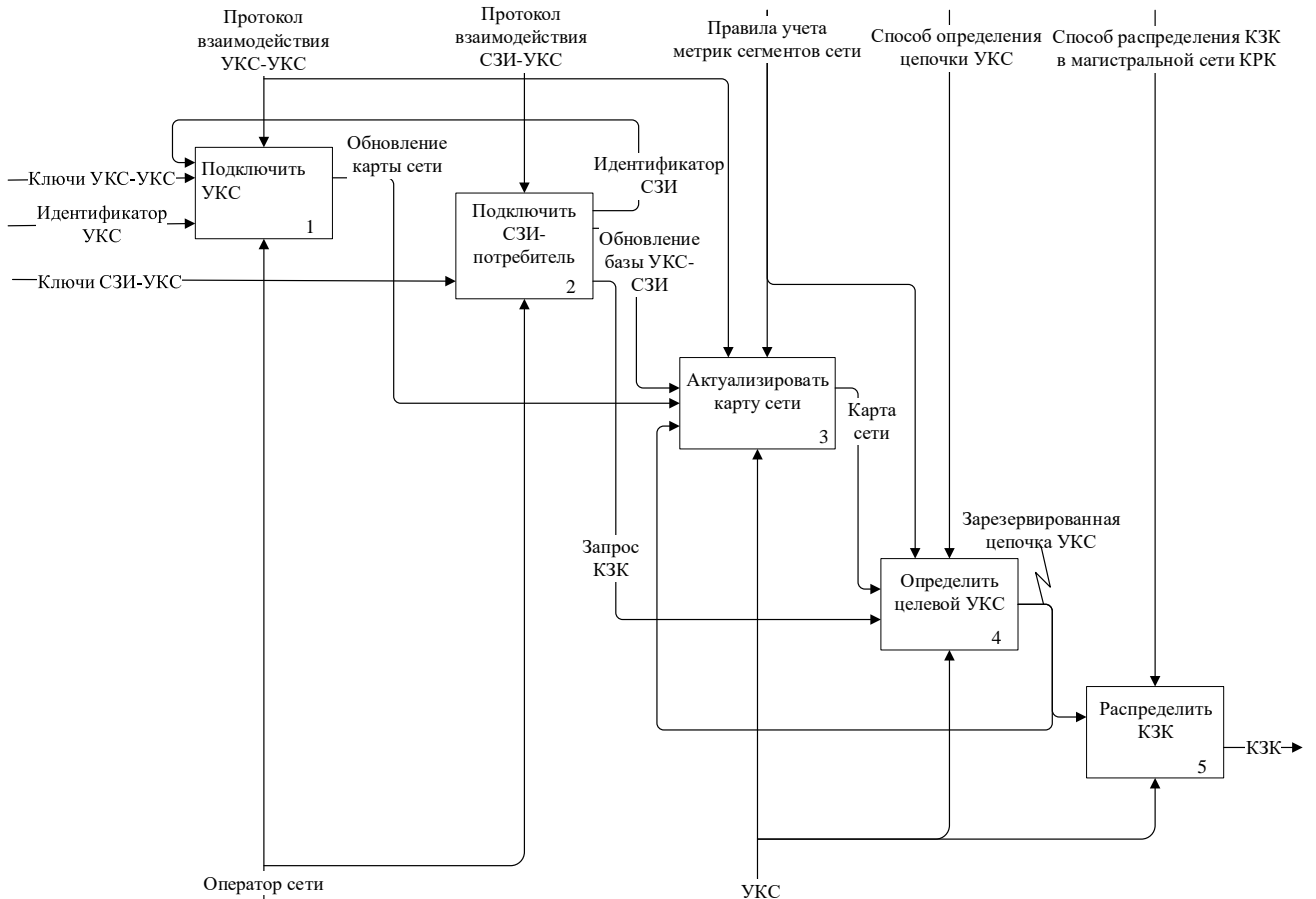 Протокол
взаимодействия
УКС-УКС
Протокол
взаимодействия
СЗИ-УКС
Правила учета
метрик сегментов сети
Способ определения
цепочки УКС
Способ распределения КЗК
в магистральной сети КРК
Ключи УКС-УКС
Идентификатор
УКС
Ключи СЗИ-УКС
Подключить
УКС
1
Обновление
карты сети
Подключить
СЗИ-
потребитель
2
Идентификатор
СЗИ
Обновление
базы УКС-
СЗИ
Актуализировать
карту сети
3
Карта
сети
Запрос
КЗК
Зарезервированная
цепочка УКС
Определить
целевой УКС
4
Распределить
КЗК
5
КЗК
Оператор сети
УКС